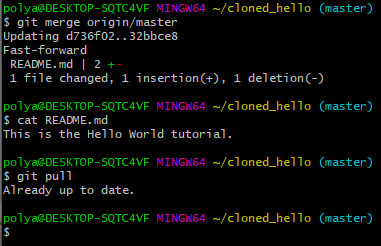 polya@DESKTOP-SQTC4VF MINGW64 ~/cloned_hello (master)
$ git merge origin/master
Updating d736f02..32bbce8
Fast-forward
 README.md | 2 +-
 1 file changed, 1 insertion(+), 1 deletion(-)
polya@DESKTOP-SQTC4VF MINGW64 ~/cloned_hello (master)
$ cat README.md
This is the Hello World tutorial.
polya@DESKTOP-SQTC4VF MINGW64 ~/cloned_hello (master)
$ git pull
Already up to date.
polya@DESKTOP-SQTC4VF MINGW64 ~/cloned_hello (master)
$